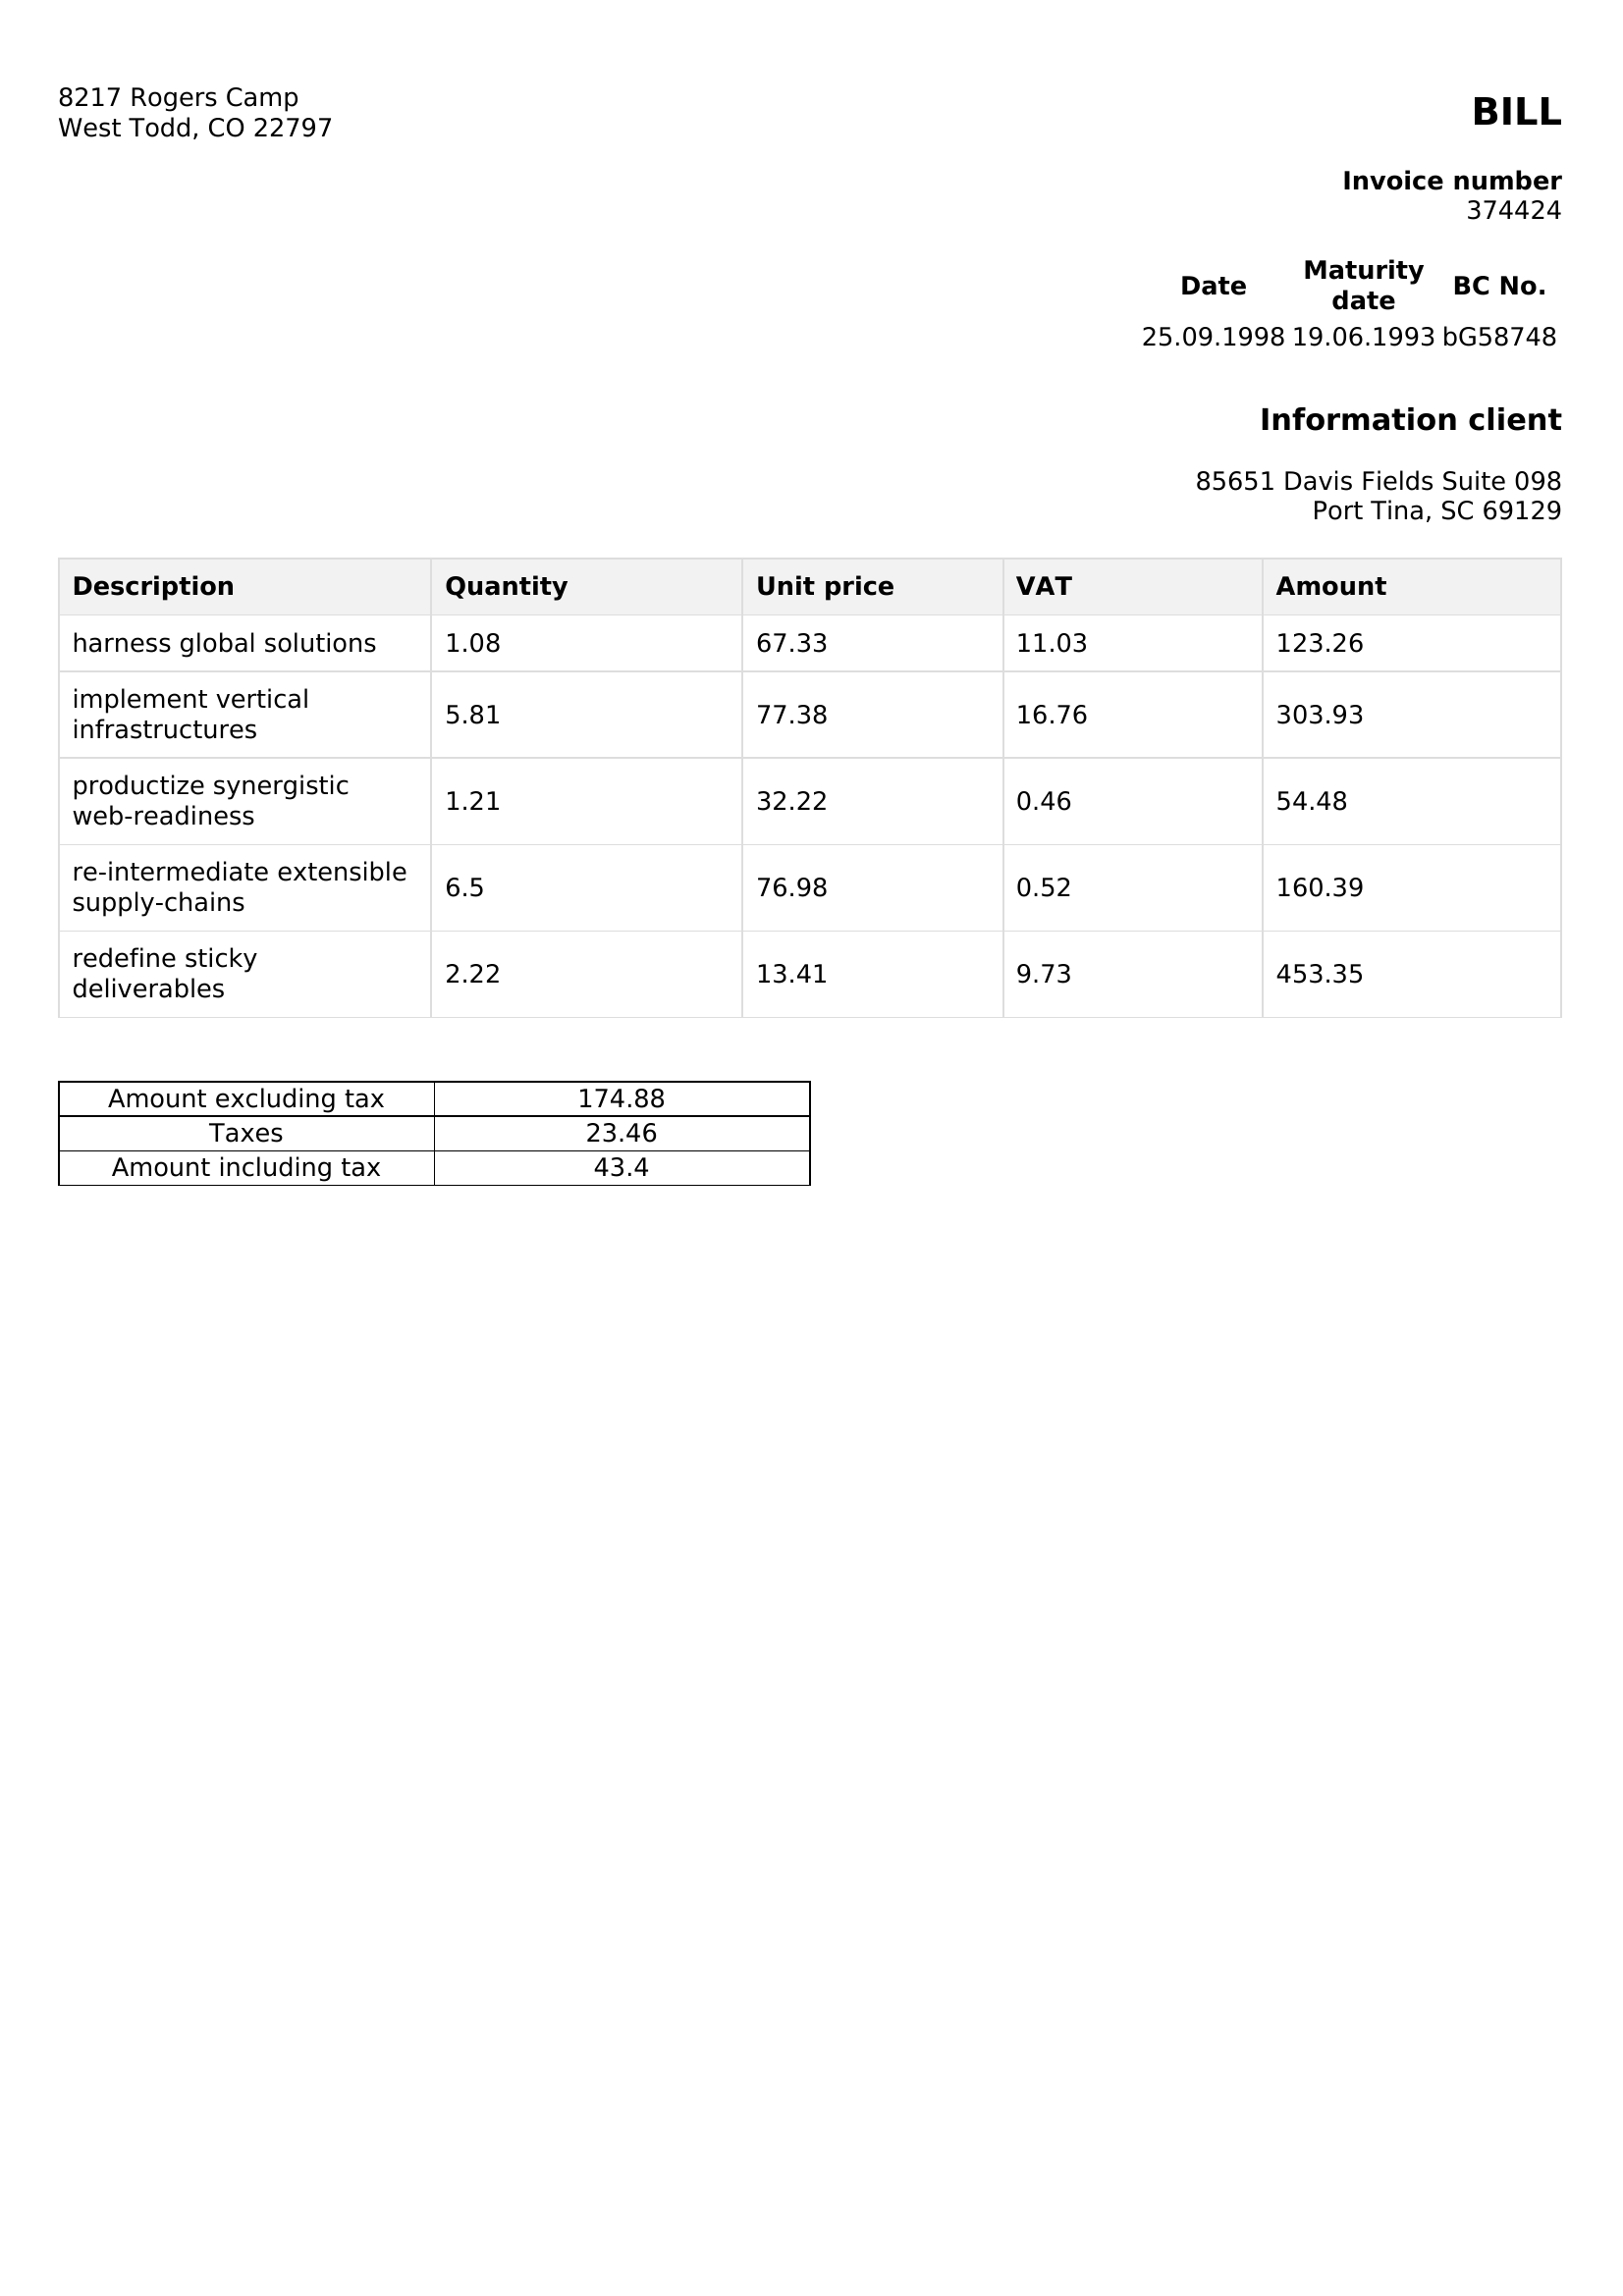 8217 Rogers Camp
West Todd, CO 22797
BILL
Invoice number
374424
Date Maturity date BC No.
25.09.1998 19.06.1993 bG58748
Information client
85651 Davis Fields Suite 098
Port Tina, SC 69129
Description Quantity Unit price VAT Amount
harness global solutions 1.08 67.33 11.03 123.26
implement vertical
infrastructures 5.81 77.38 16.76 303.93
productize synergistic
web-readiness 1.21 32.22 0.46 54.48
re-intermediate extensible
supply-chains 6.5 76.98 0.52 160.39
redefine sticky
deliverables 2.22 13.41 9.73 453.35
Amount excluding tax 174.88
Taxes 23.46
Amount including tax 43.4